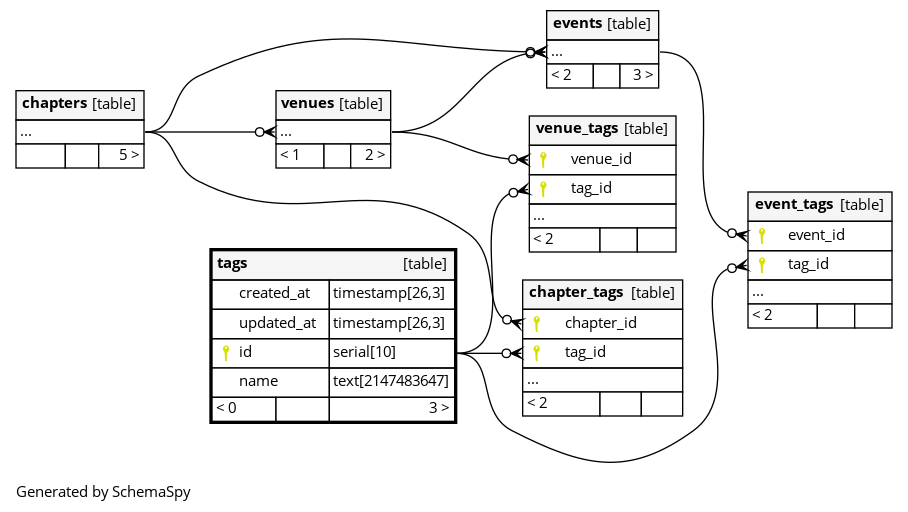 events [table]
...
< 2 3 >
chapters [table]
...
5 >
venues [table]
...
< 1 2 >
venue_tags [table]
venue_id
tag_id
...
< 2
event_tags [table]
event_id
tag_id
...
< 2
tags [table]
created_at timestamp[26,3]
updated_at timestamp[26,3]
id serial[10]
name text[2147483647]
< 0 3 >
chapter_tags [table]
chapter_id
tag_id
...
< 2
Generated by SchemaSpy